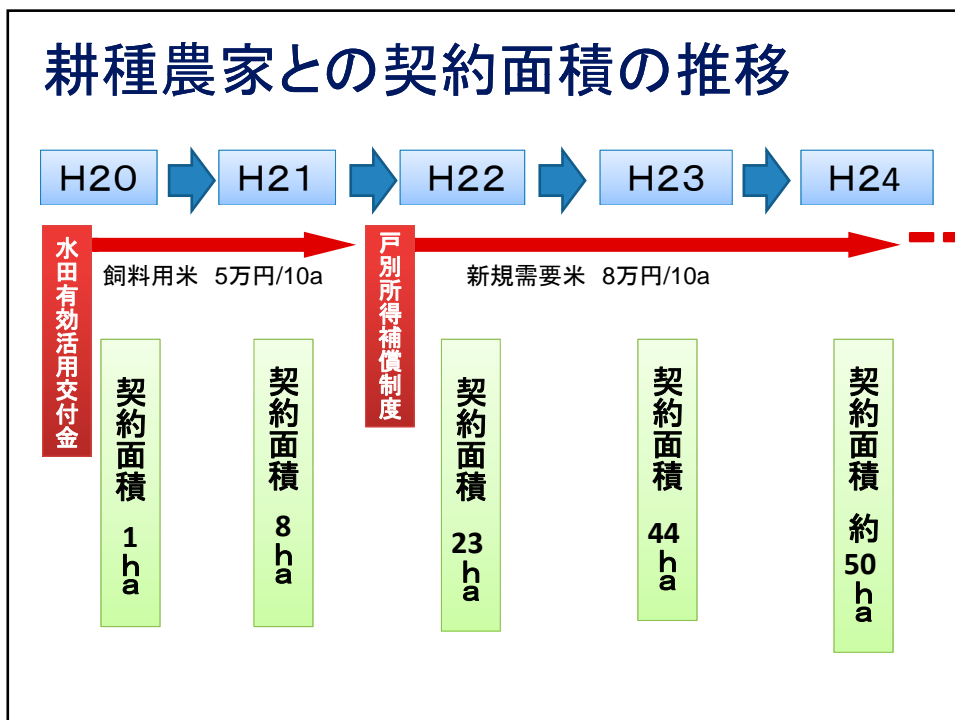 耕種農家との契約面積の推移
H20
H21
H22
H23
H24
水田有効活用交付金
飼料用米 5万円/10a
戸別所得補償制度
新規需要米 8万円/10a
契約面積 1ha
契約面積 8ha
契約面積 23ha
契約面積 44ha
契約面積 約50ha